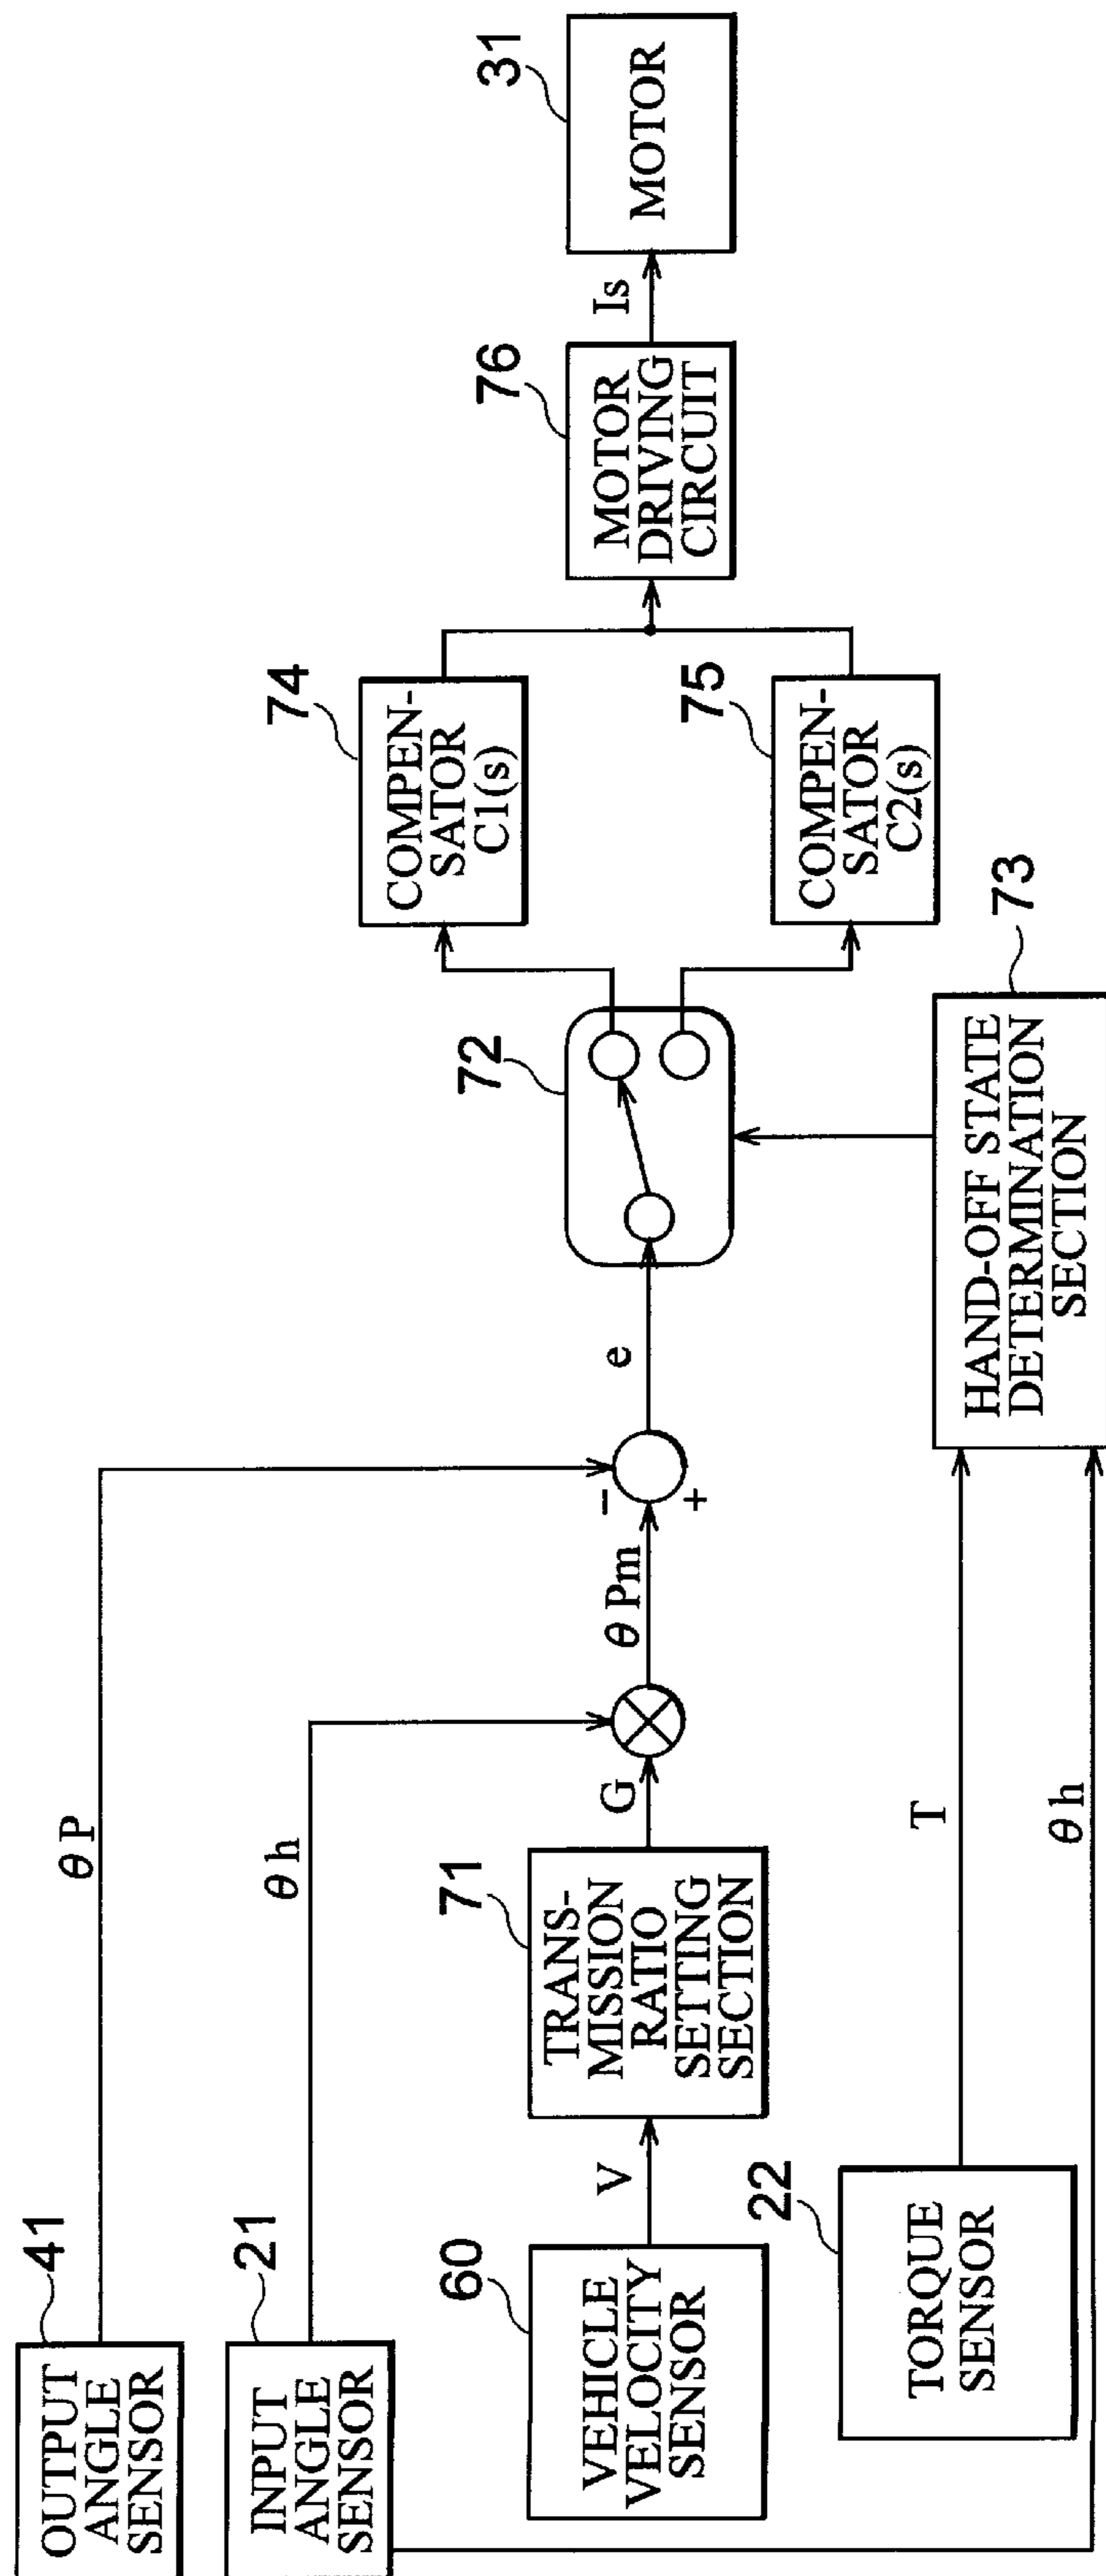 OUTPUT
ANGLE
SENSOR
41
θP
INPUT
ANGLE
SENSOR
21
θh
VEHICLE
VELOCITY
SENSOR
60
V
TRANS-
MISSION
RATIO
SETTING
SECTION
71
G
θPm
−
+
e
72
COMPEN-
SATOR
C1(s)
74
COMPEN-
SATOR
C2(s)
75
MOTOR
DRIVING
CIRCUIT
76
Is
MOTOR
31
TORQUE
SENSOR
22
T
θh
HAND-OFF STATE
DETERMINATION
SECTION
73